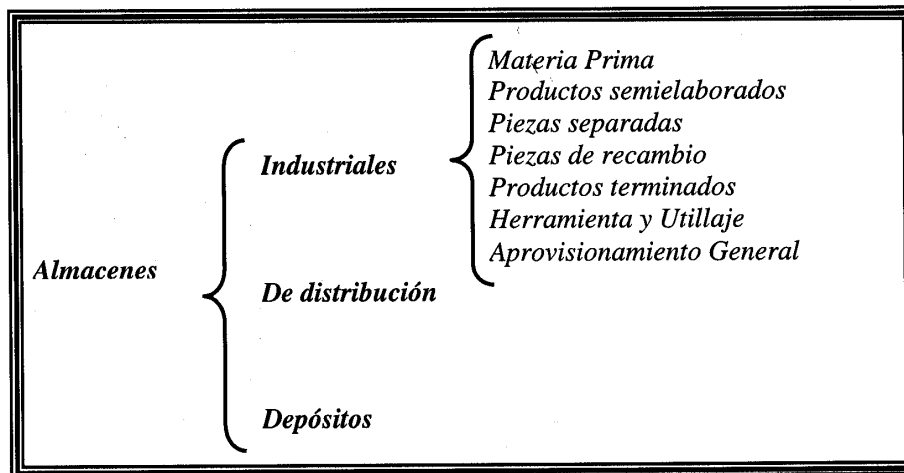 Almacenes
Industriales
Materia Prima
Productos semielaborados
Piezas separadas
Piezas de recambio
Productos terminados
Herramienta y Utillaje
Aprovisionamiento General
De distribución
Depósitos